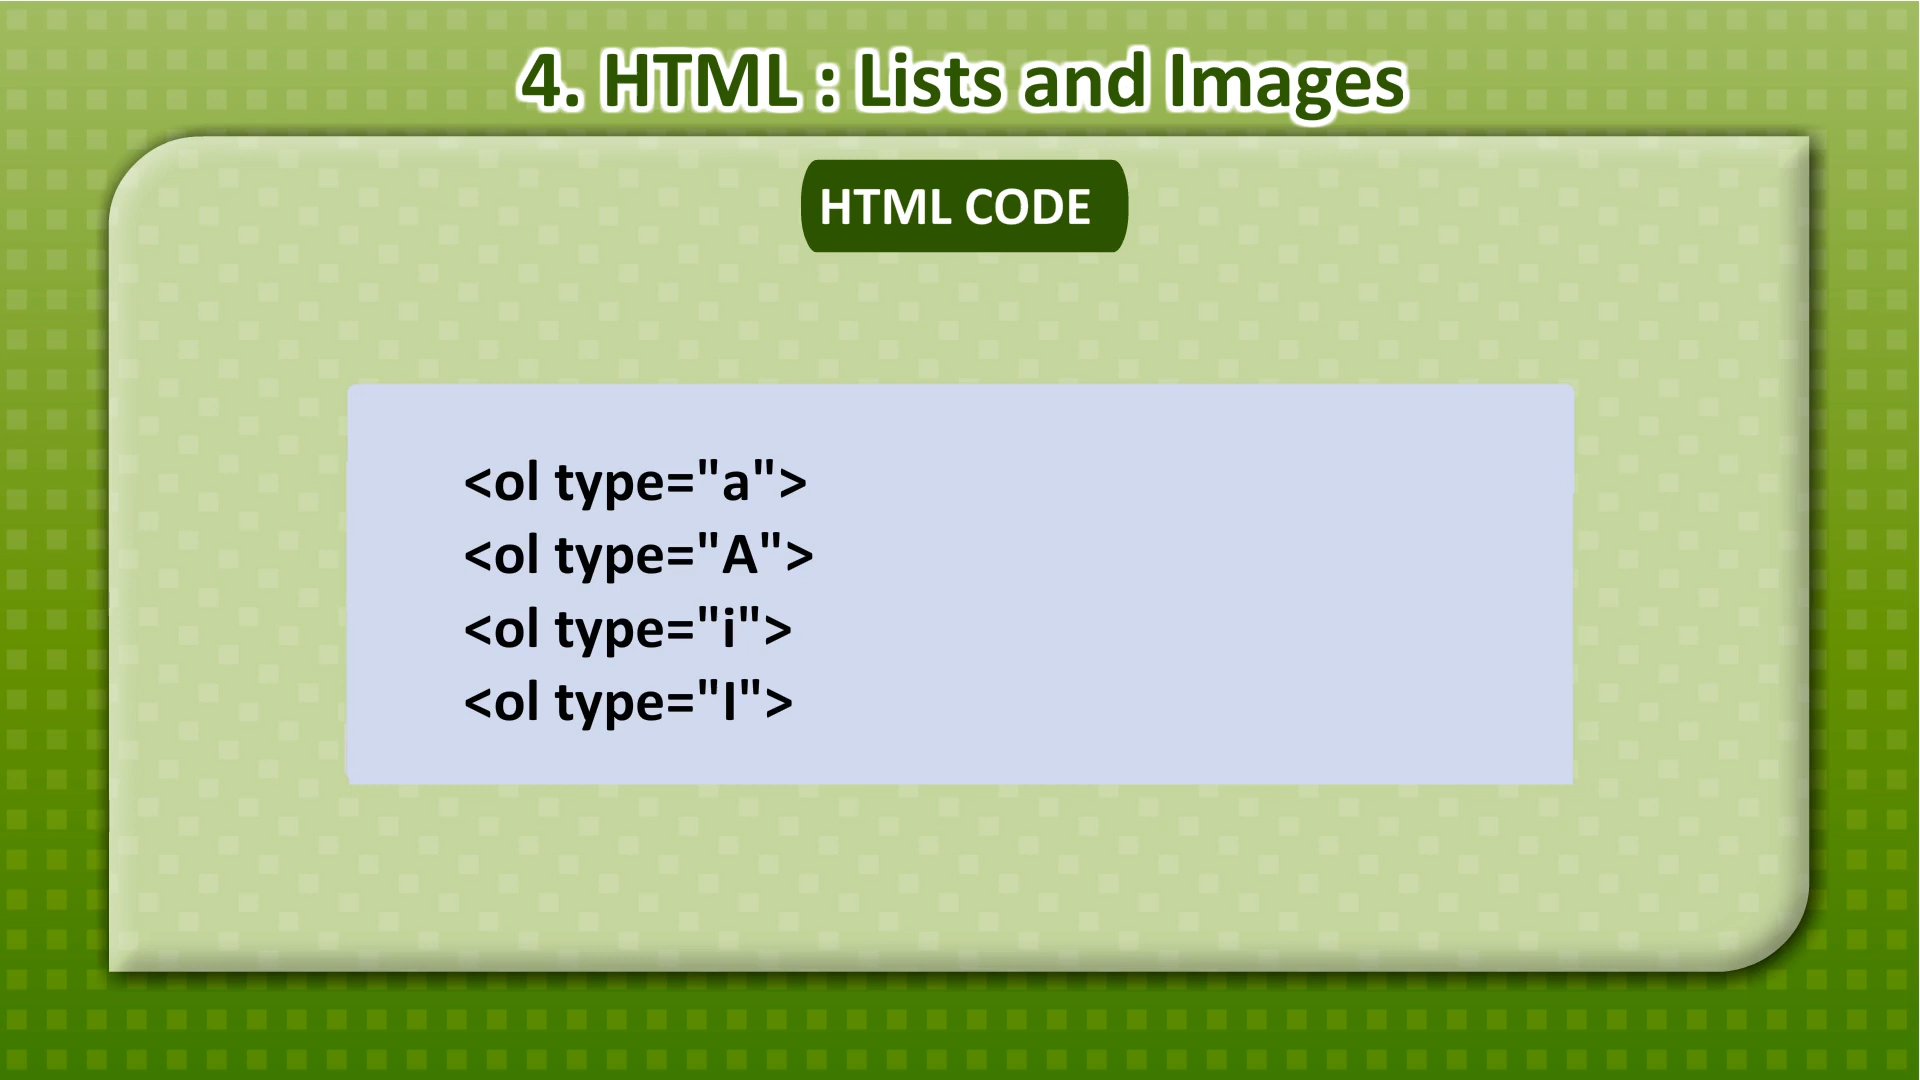 4. HTML : Lists and Images
HTML CODE
<ol type="a">
<ol type="A">
<ol type="i">
<ol type="I">